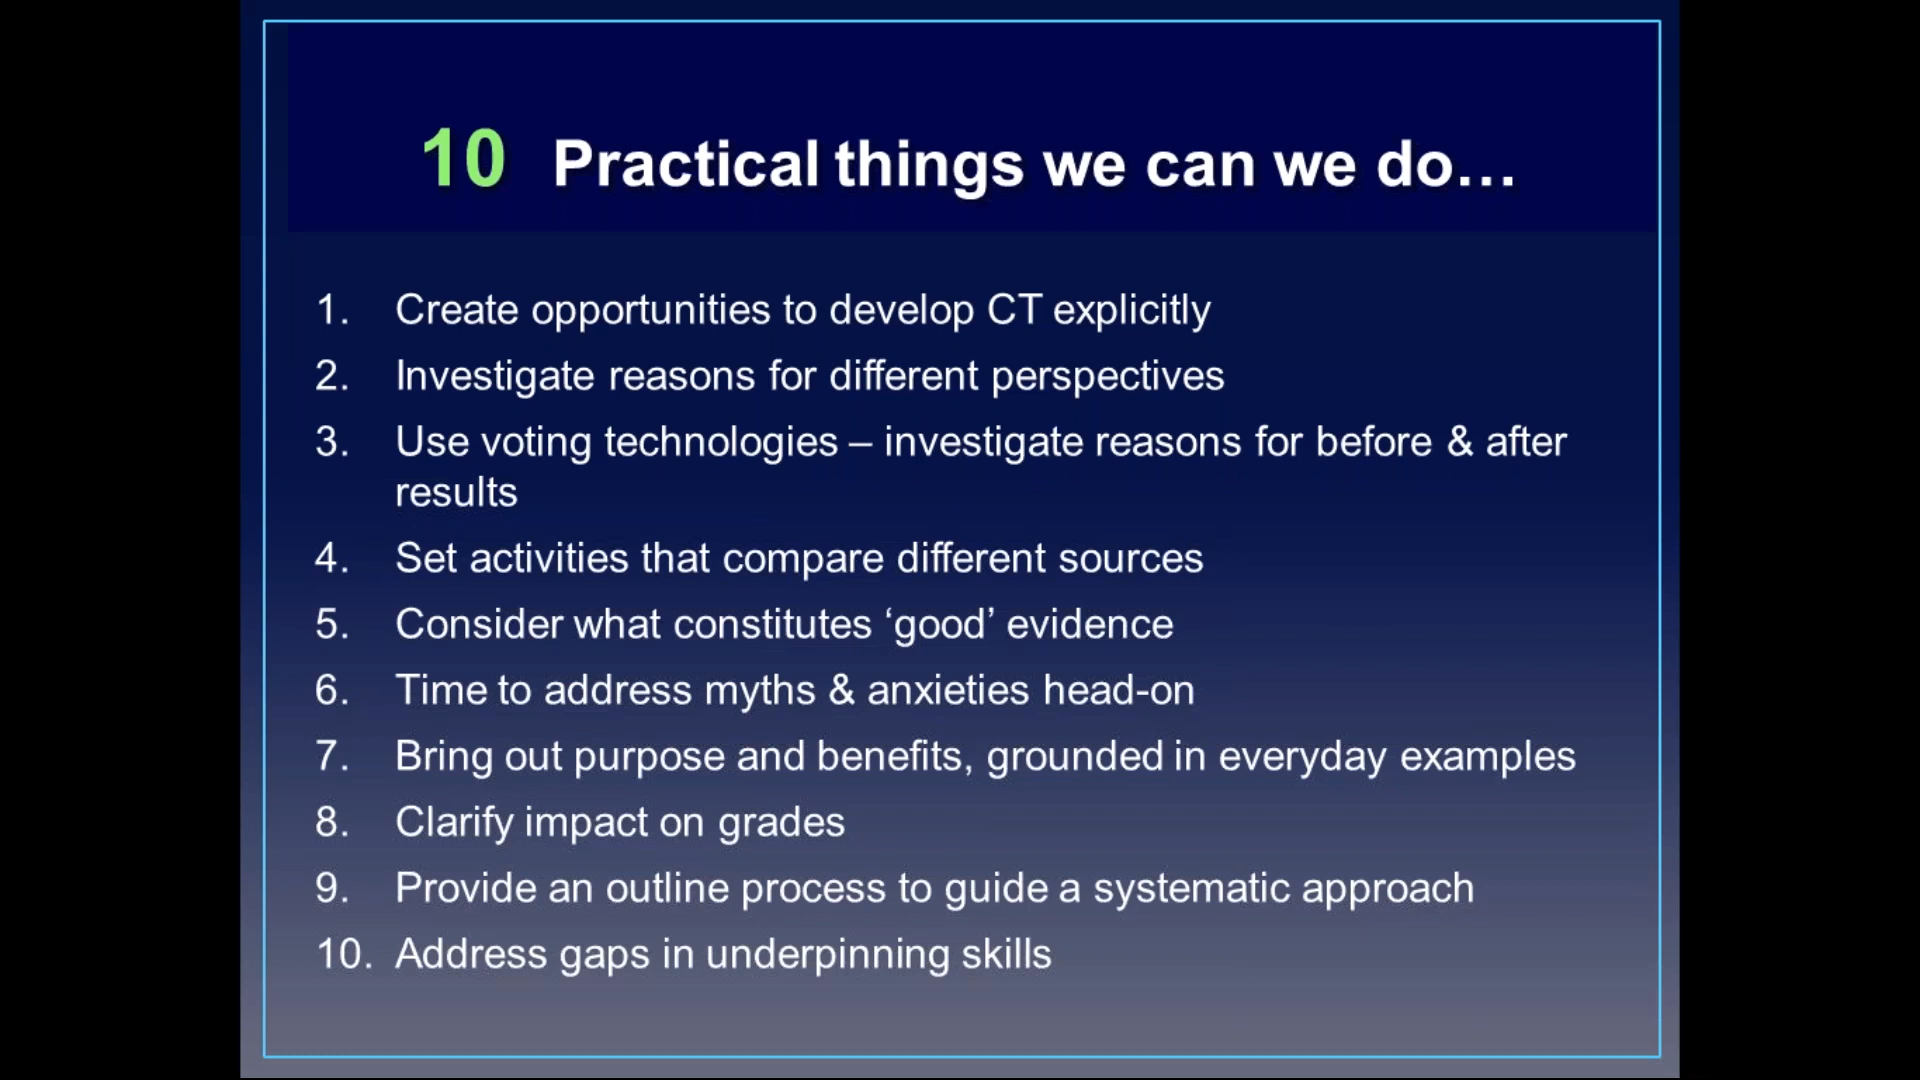 10 Practical things we can we do…
1. Create opportunities to develop CT explicitly
2. Investigate reasons for different perspectives
3. Use voting technologies – investigate reasons for before & after
results
4. Set activities that compare different sources
5. Consider what constitutes ‘good’ evidence
6. Time to address myths & anxieties head-on
7. Bring out purpose and benefits, grounded in everyday examples
8. Clarify impact on grades
9. Provide an outline process to guide a systematic approach
10. Address gaps in underpinning skills